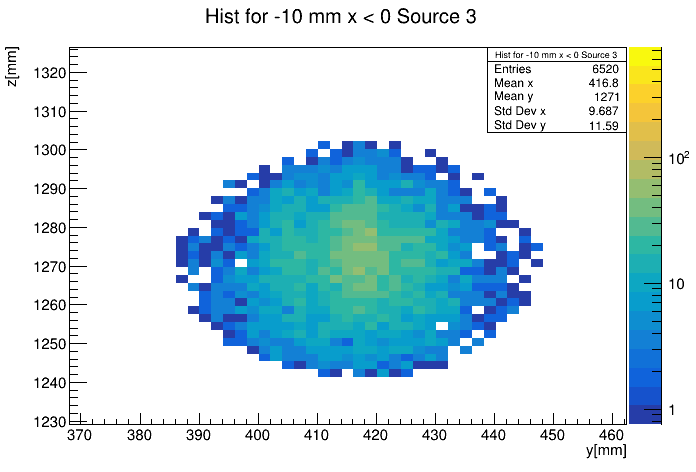 Hist for -10 mm x < 0 Source 3
z[mm]
Hist for -10 mm x < 0 Source 3
Entries 6520
Mean x 416.8
Mean y 1271
Std Dev x 9.687
Std Dev y 11.59
1320
1310
1300
1290
1280
1270
1260
1250
1240
1230
10²
10
1
370 380 390 400 410 420 430 440 450 460
y[mm]